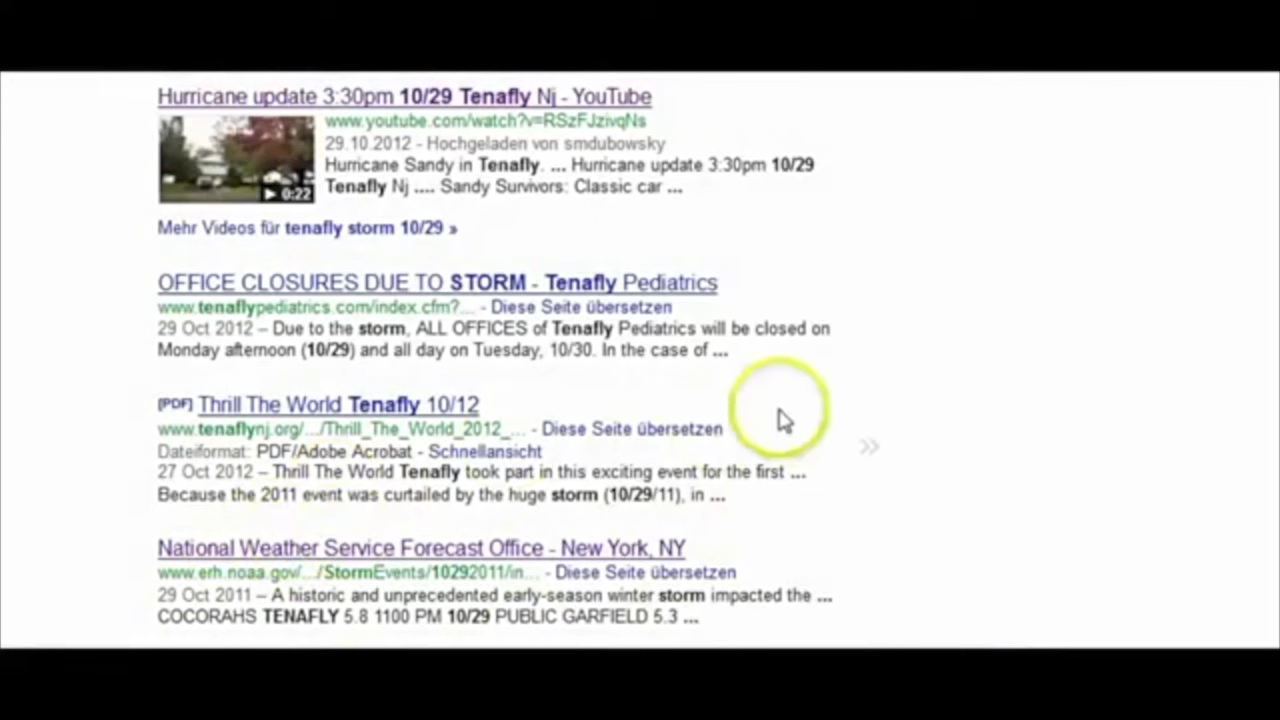 Hurricane update 3:30pm 10/29 Tenafly Nj - YouTube
www.youtube.com/watch?v=RSzFJzivqNs
29.10.2012 - Hochgeladen von smdubowsky
Hurricane Sandy in Tenafly. ... Hurricane update 3:30pm 10/29
Tenafly Nj .... Sandy Survivors: Classic car ...
0:22
Mehr Videos für tenafly storm 10/29 »
OFFICE CLOSURES DUE TO STORM - Tenafly Pediatrics
www.tenaflypediatrics.com/index.cfm?... - Diese Seite übersetzen
29 Oct 2012 – Due to the storm, ALL OFFICES of Tenafly Pediatrics will be closed on
Monday afternoon (10/29) and all day on Tuesday, 10/30. In the case of ...
[PDF] Thrill The World Tenafly 10/12
www.tenaflynj.org/.../Thrill_The_World_2012_... - Diese Seite übersetzen
Dateiformat: PDF/Adobe Acrobat - Schnellansicht
27 Oct 2012 – Thrill The World Tenafly took part in this exciting event for the first ...
Because the 2011 event was curtailed by the huge storm (10/29/11), in ...
National Weather Service Forecast Office - New York, NY
www.erh.noaa.gov/.../StormEvents/10292011/in... - Diese Seite übersetzen
29 Oct 2011 – A historic and unprecedented early-season winter storm impacted the ...
COCORAHS TENAFLY 5.8 1100 PM 10/29 PUBLIC GARFIELD 5.3 ...